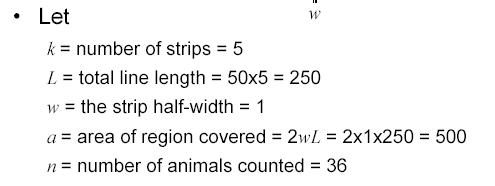 • Let
w
k = number of strips = 5
L = total line length = 50x5 = 250
w = the strip half-width = 1
a = area of region covered = 2wL = 2x1x250 = 500
n = number of animals counted = 36